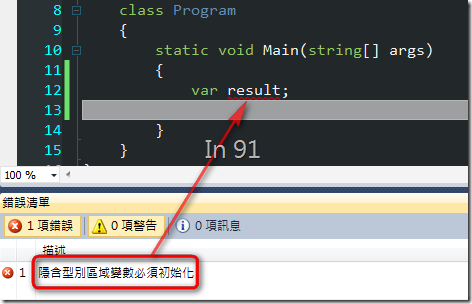 8 class Program
9 {
10 static void Main(string[] args)
11 {
12 var result;
13
14 }
15 }
In 91
100 %
錯誤清單
1 項錯誤 0 項警告 0 項訊息
描述
1 隱含型別區域變數必須初始化